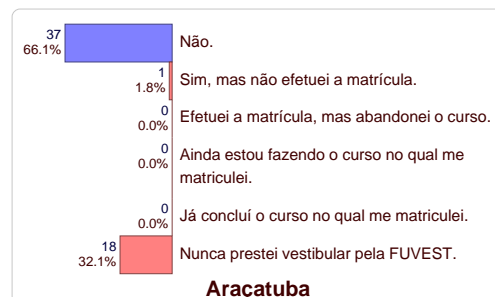 37
66.1%
Não.
1
1.8%
Sim, mas não efetuei a matrícula.
0
0.0%
Efetuei a matrícula, mas abandonei o curso.
0
0.0%
Ainda estou fazendo o curso no qual me
matriculei.
0
0.0%
Já concluí o curso no qual me matriculei.
18
32.1%
Nunca prestei vestibular pela FUVEST.
Aracatuba